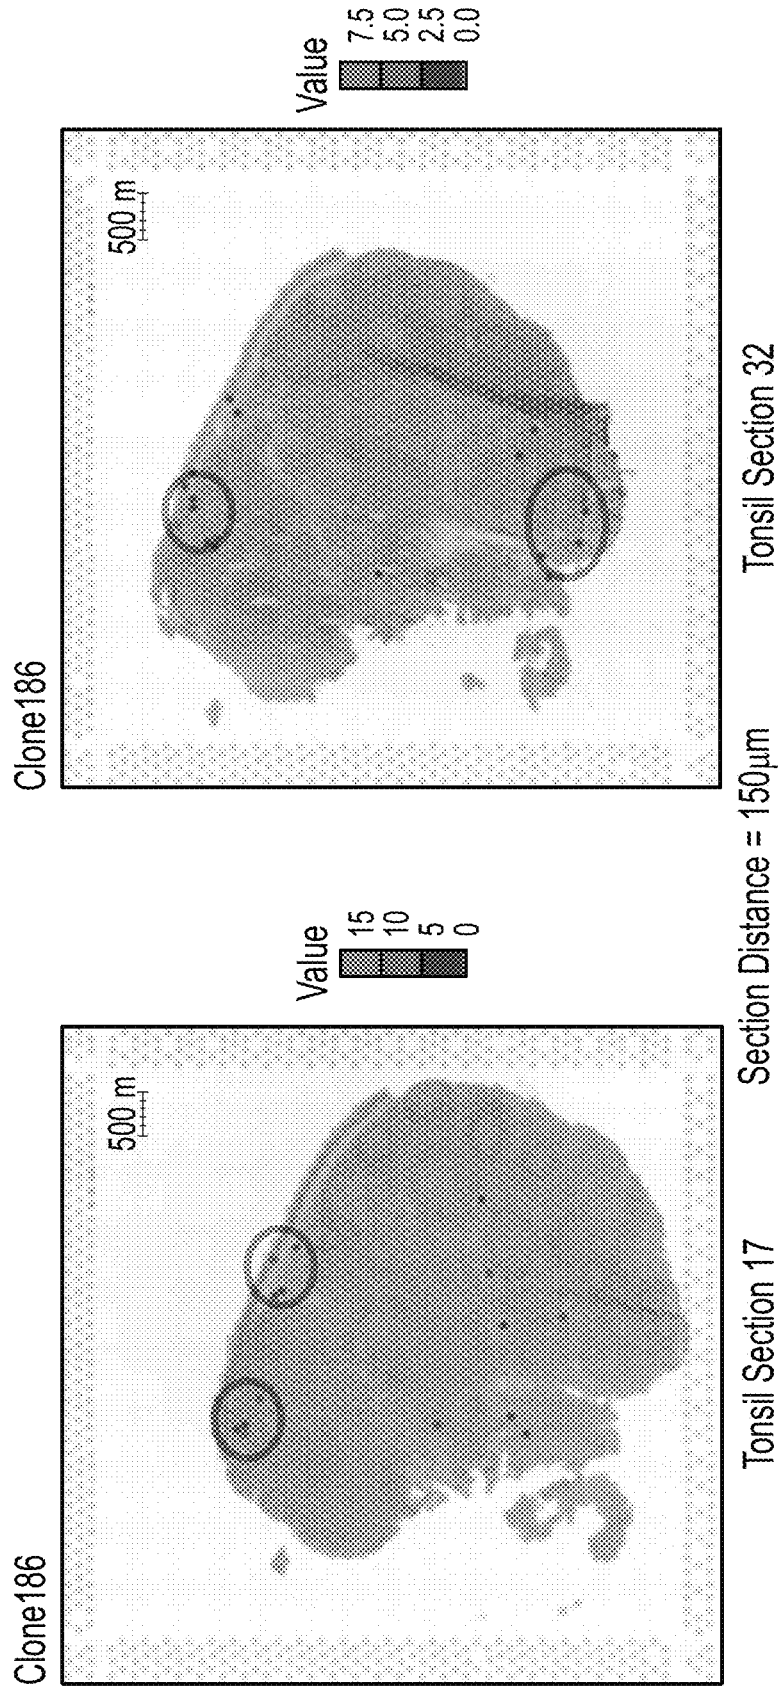 Clone186
500 m
Value
15
10
5
0
Tonsil Section 17
Section Distance = 150μm
Clone186
500 m
Value
7.5
5.0
2.5
0.0
Tonsil Section 32